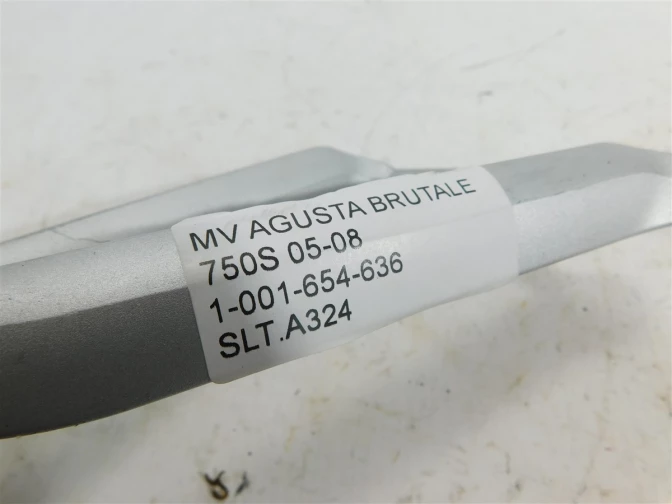 MV AGUSTA BRUTALE
750S 05-08
1-001-654-636
SLT.A324